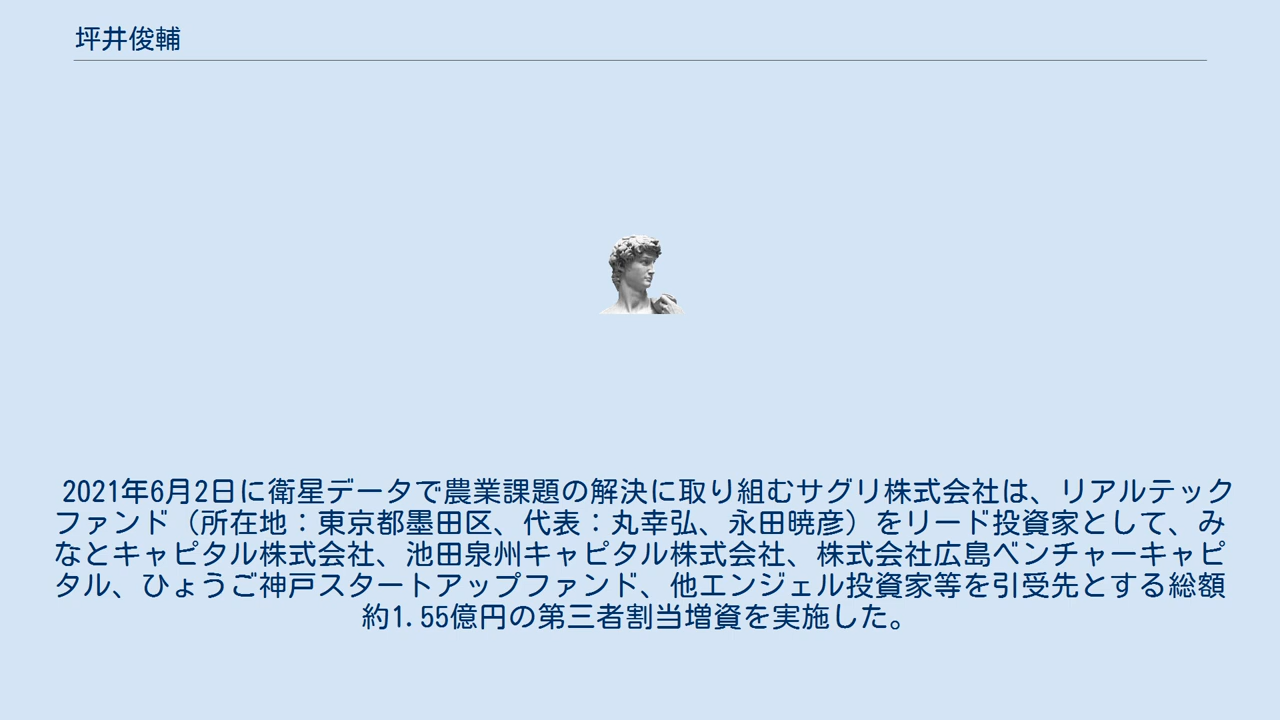 坪井俊輔
2021年6月2日に衛星データで農業課題の解決に取り組むサグリ株式会社は、リアルテック
ファンド（所在地：東京都墨田区、代表：丸幸弘、永田暁彦）をリード投資家として、み
なとキャピタル株式会社、池田泉州キャピタル株式会社、株式会社広島ベンチャーキャピ
タル、ひょうご神戸スタートアップファンド、他エンジェル投資家等を引受先とする総額
約1.55億円の第三者割当増資を実施した。